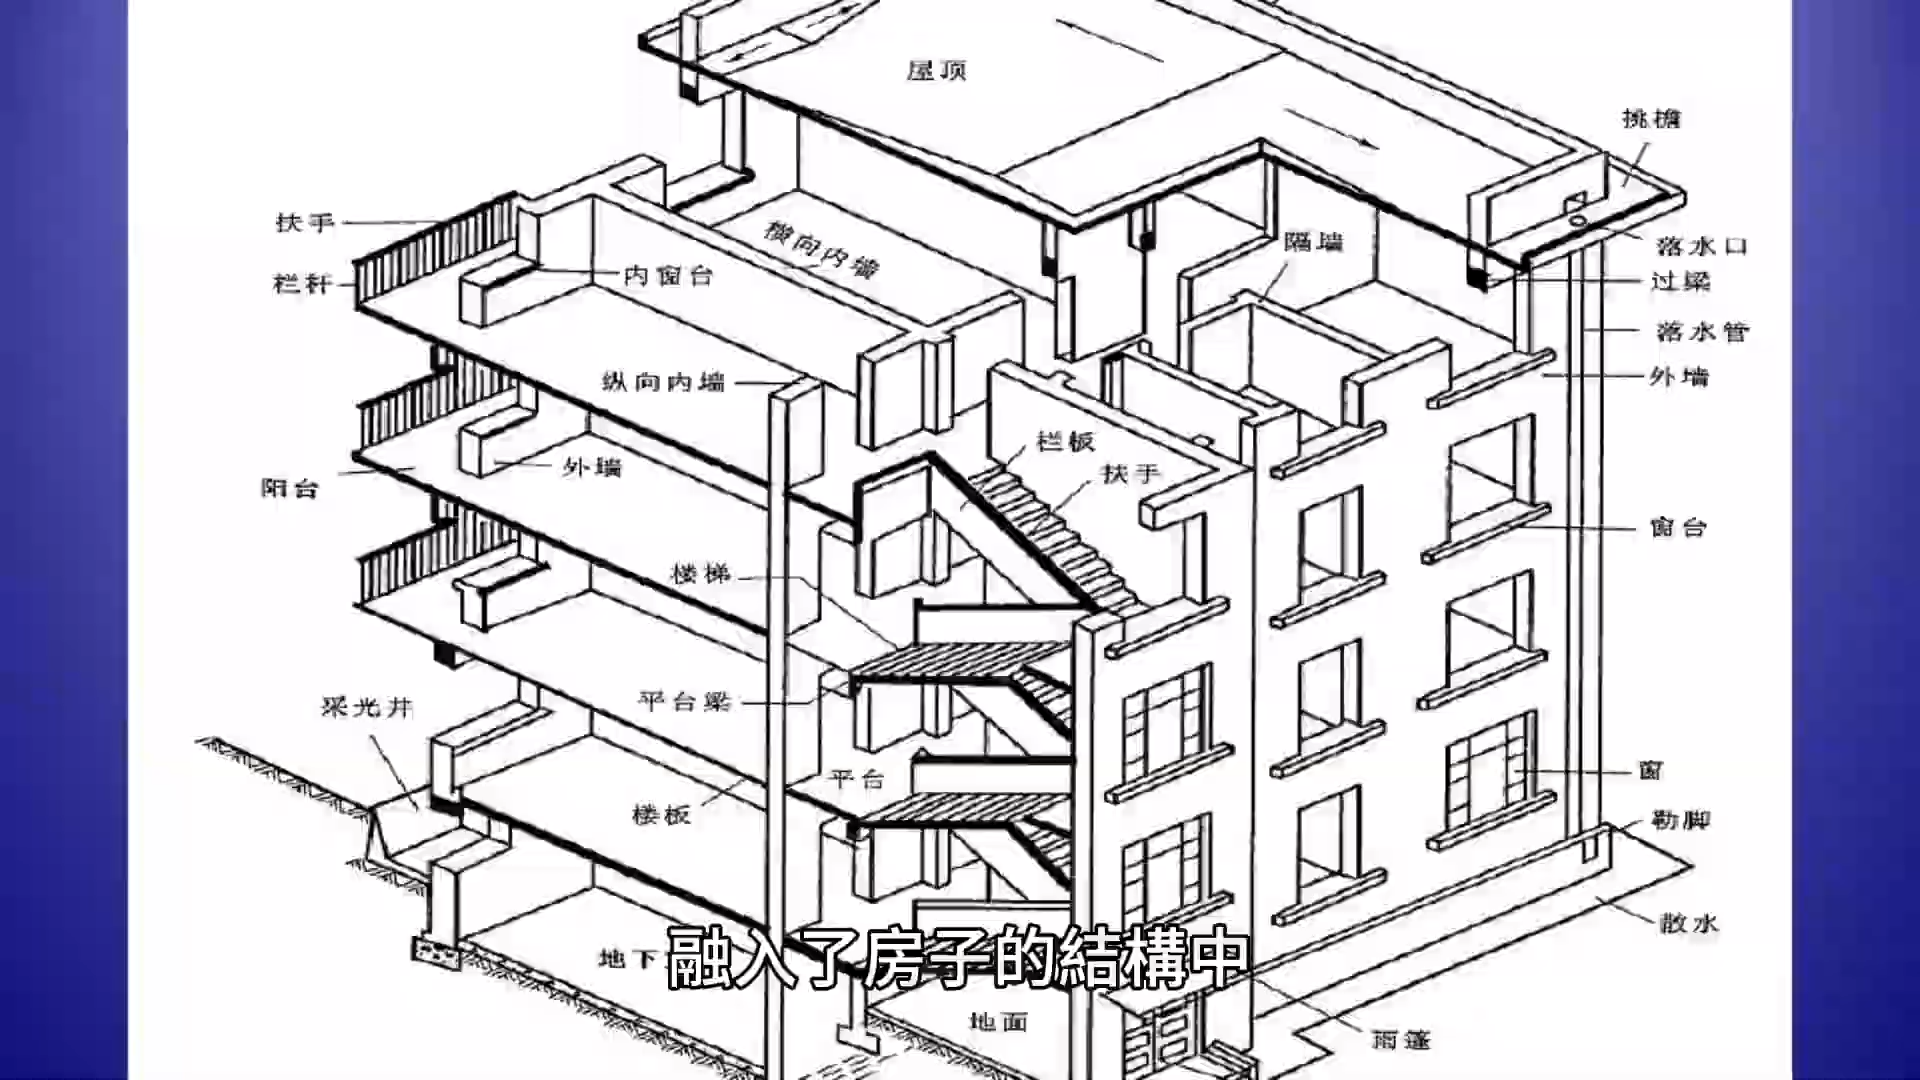 屋顶
挑檐
扶手
横向内墙
隔墙
落水口
栏杆
内窗台
过梁
落水管
纵向内墙
外墙
栏板
外墙
扶手
阳台
窗台
楼梯
平台梁
采光井
平台
窗
楼板
勒脚
散水
地下
融入了房子的結構中
地面
雨篷